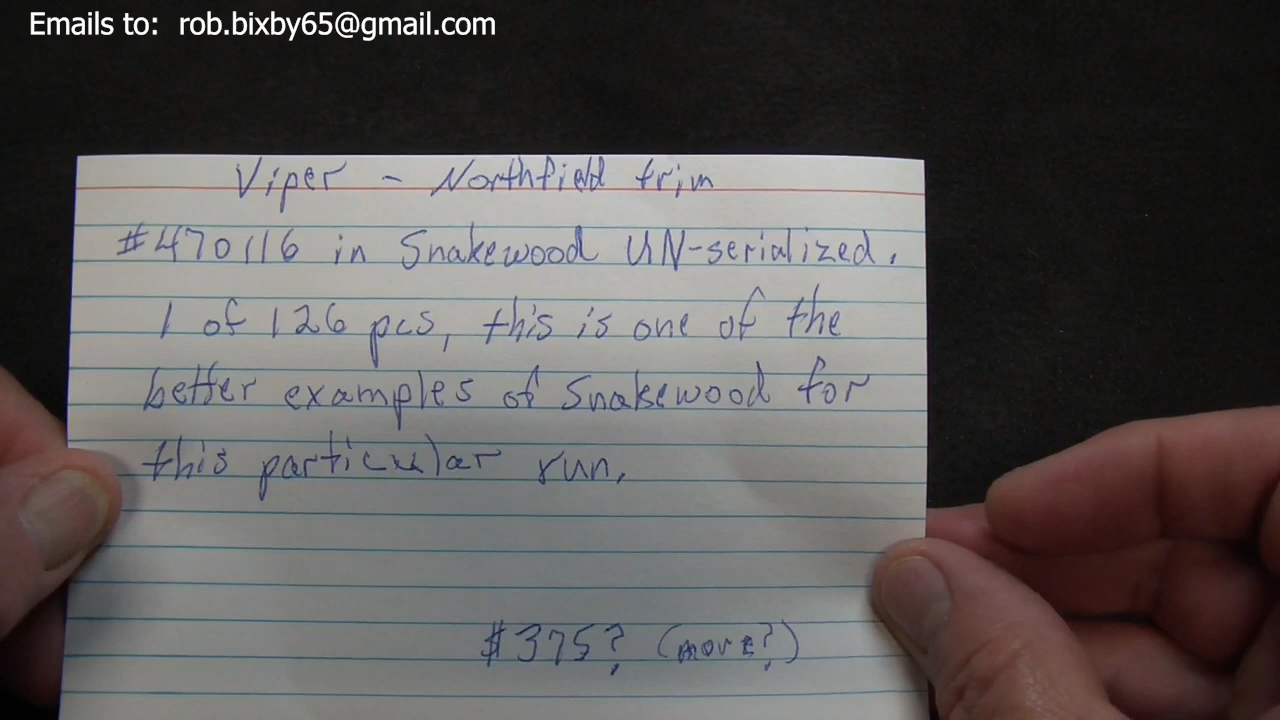 Emails to: rob.bixby65@gmail.com
Viper - Northfield trim
#470116 in Snakewood UN-serialized.
1 of 126 pcs, this is one of the
better examples of Snakewood for
this particular run.
$375? (more?)